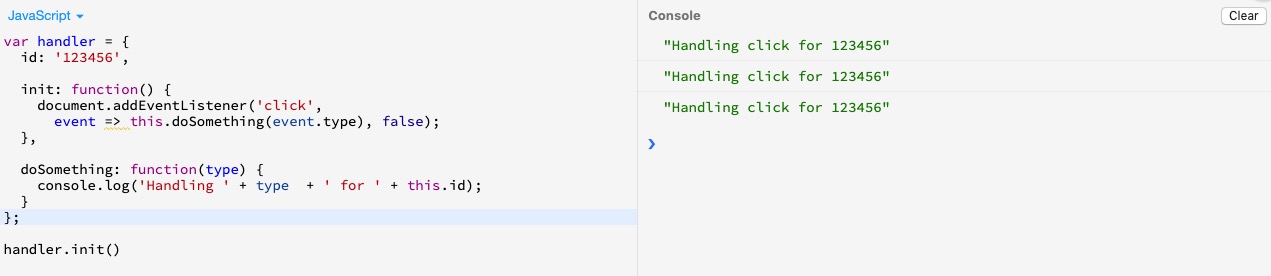 JavaScript
var handler = {
  id: '123456',
  init: function() {
    document.addEventListener('click',
      event => this.doSomething(event.type), false);
  },
  doSomething: function(type) {
    console.log('Handling ' + type  + ' for ' + this.id);
  }
};
handler.init()
Console
Clear
"Handling click for 123456"
"Handling click for 123456"
"Handling click for 123456"